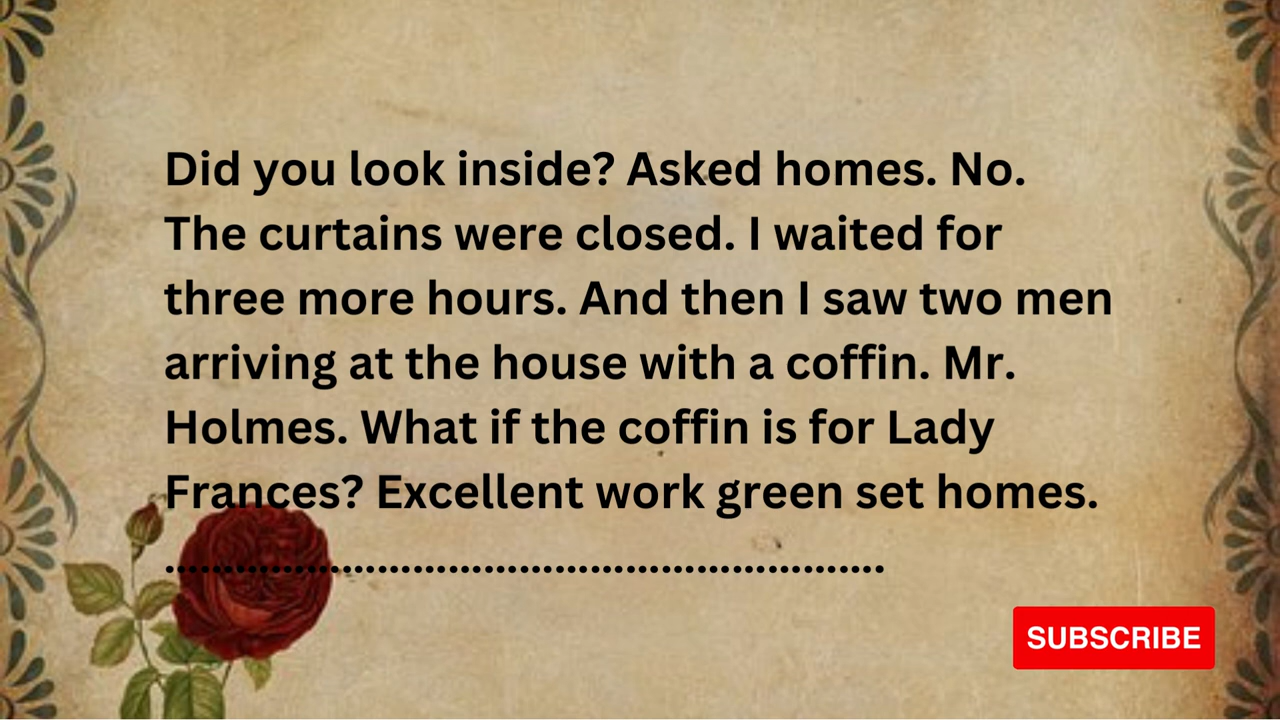 Did you look inside? Asked homes. No.
The curtains were closed. I waited for
three more hours. And then I saw two men
arriving at the house with a coffin. Mr.
Holmes. What if the coffin is for Lady
Frances? Excellent work green set homes.
.............................................................
SUBSCRIBE